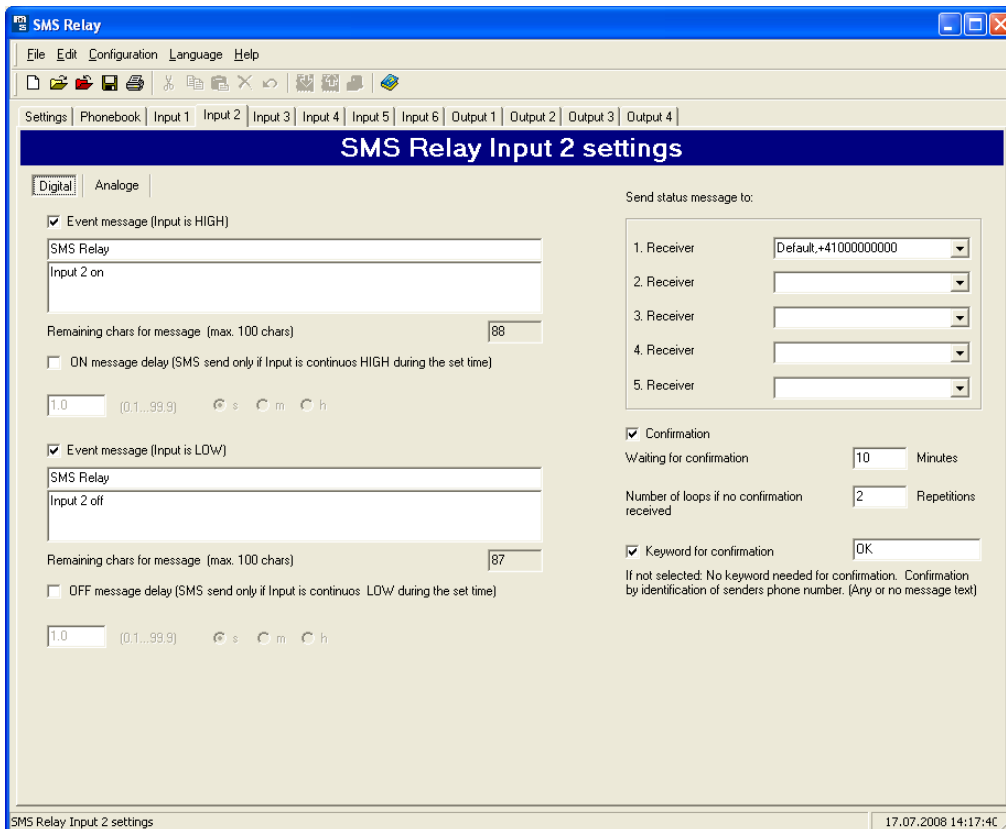 SMS Relay
File Edit Configuration Language Help
Settings Phonebook Input 1 Input 2 Input 3 Input 4 Input 5 Input 6 Output 1 Output 2 Output 3 Output 4
SMS Relay Input 2 settings
Digital Analoge
Event message (Input is HIGH)
SMS Relay
Input 2 on
Remaining chars for message (max. 100 chars) 88
ON message delay (SMS send only if Input is continuos HIGH during the set time)
1.0 (0.1...99.9) s m h
Event message (Input is LOW)
SMS Relay
Input 2 off
Remaining chars for message (max. 100 chars) 87
OFF message delay (SMS send only if Input is continuos LOW during the set time)
1.0 (0.1...99.9) s m h
Send status message to:
1. Receiver Default,+41000000000
2. Receiver
3. Receiver
4. Receiver
5. Receiver
Confirmation
Waiting for confirmation 10 Minutes
Number of loops if no confirmation
received 2 Repetitions
Keyword for confirmation OK
If not selected: No keyword needed for confirmation. Confirmation
by identification of senders phone number. (Any or no message text)
SMS Relay Input 2 settings 17.07.2008 14:17:40